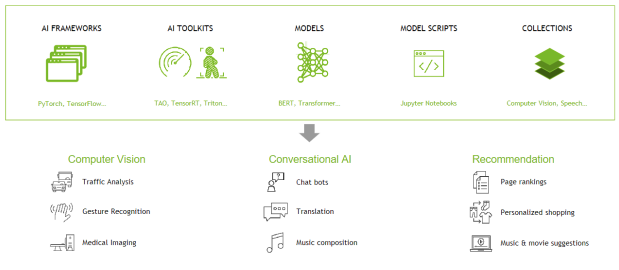 AI FRAMEWORKS
AI TOOLKITS
MODELS
MODEL SCRIPTS
COLLECTIONS
PyTorch, TensorFlow...
TAO, TensorRT, Triton...
BERT, Transformer...
Jupyter Notebooks
Computer Vision, Speech...
Computer Vision
Conversational AI
Recommendation
Traffic Analysis
Chat bots
Page rankings
Gesture Recognition
Translation
Personalized shopping
Medical Imaging
Music composition
Music & movie suggestions